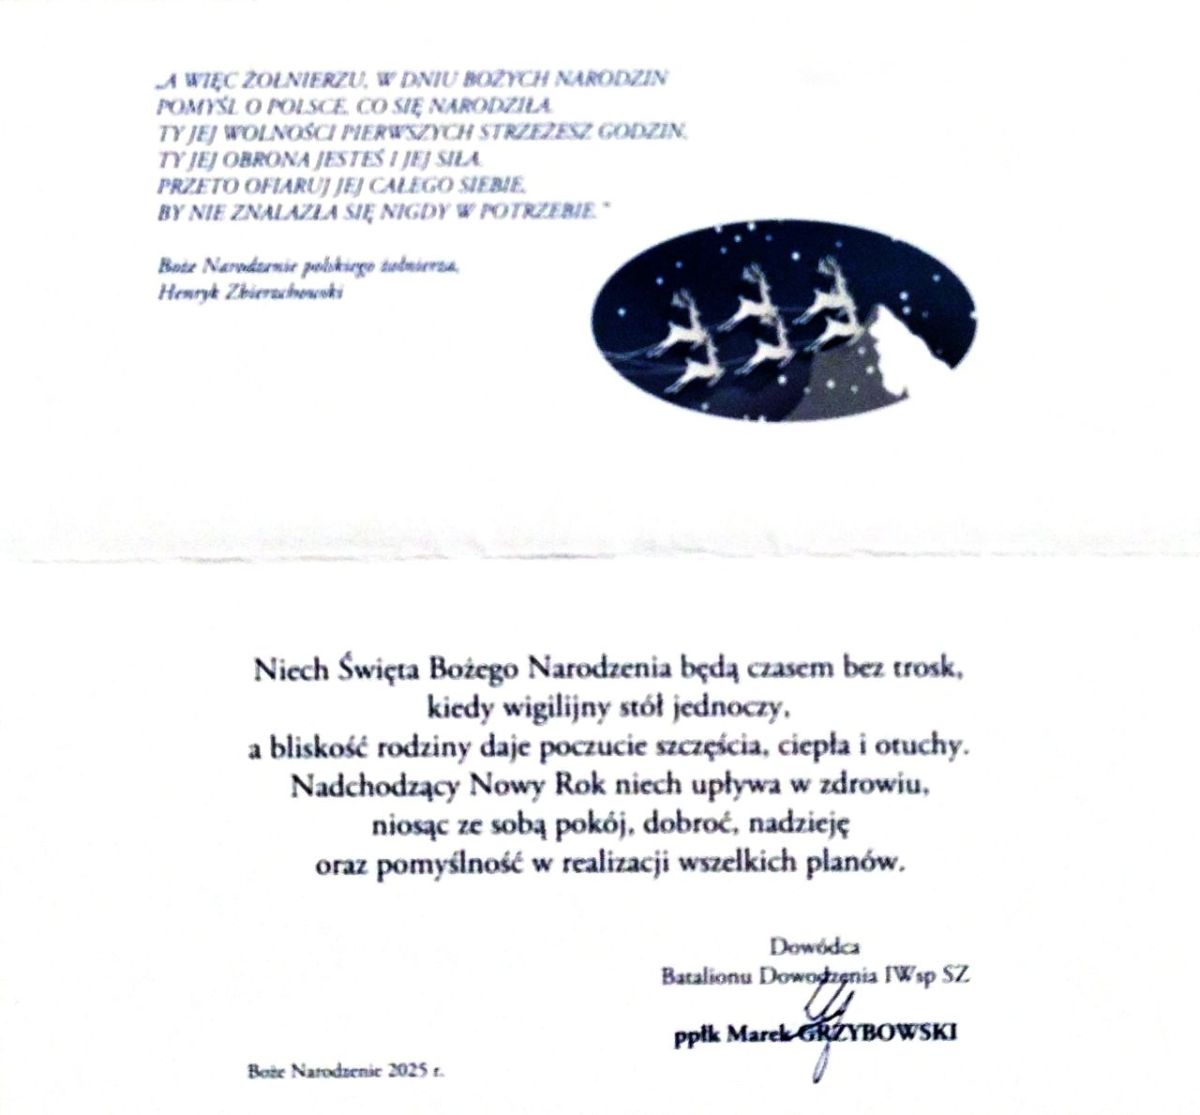 „A WIĘC ŻOŁNIERZU, W DNIU BOŻYCH NARODZIN
POMYŚL O POLSCE, CO SIĘ NARODZIŁA.
TY JEJ WOLNOŚCI PIERWSZYCH STRZEŻESZ GODZIN,
TY JEJ OBRONĄ JESTEŚ I JEJ SIŁĄ.
PRZETO OFIARUJ JEJ CAŁEGO SIEBIE,
BY NIE ZNALAZŁA SIĘ NIGDY W POTRZEBIE."
Boże Narodzenie polskiego żołnierza,
Henryk Zbierzchowski
Niech Święta Bożego Narodzenia będą czasem bez trosk,
kiedy wigilijny stół jednoczy,
a bliskość rodziny daje poczucie szczęścia, ciepła i otuchy.
Nadchodzący Nowy Rok niech upływa w zdrowiu,
niosąc ze sobą pokój, dobroć, nadzieję
oraz pomyślność w realizacji wszelkich planów.
Dowódca
Batalionu Dowodzenia IWsp SZ
ppłk Marek GRZYBOWSKI
Boże Narodzenie 2025 r.